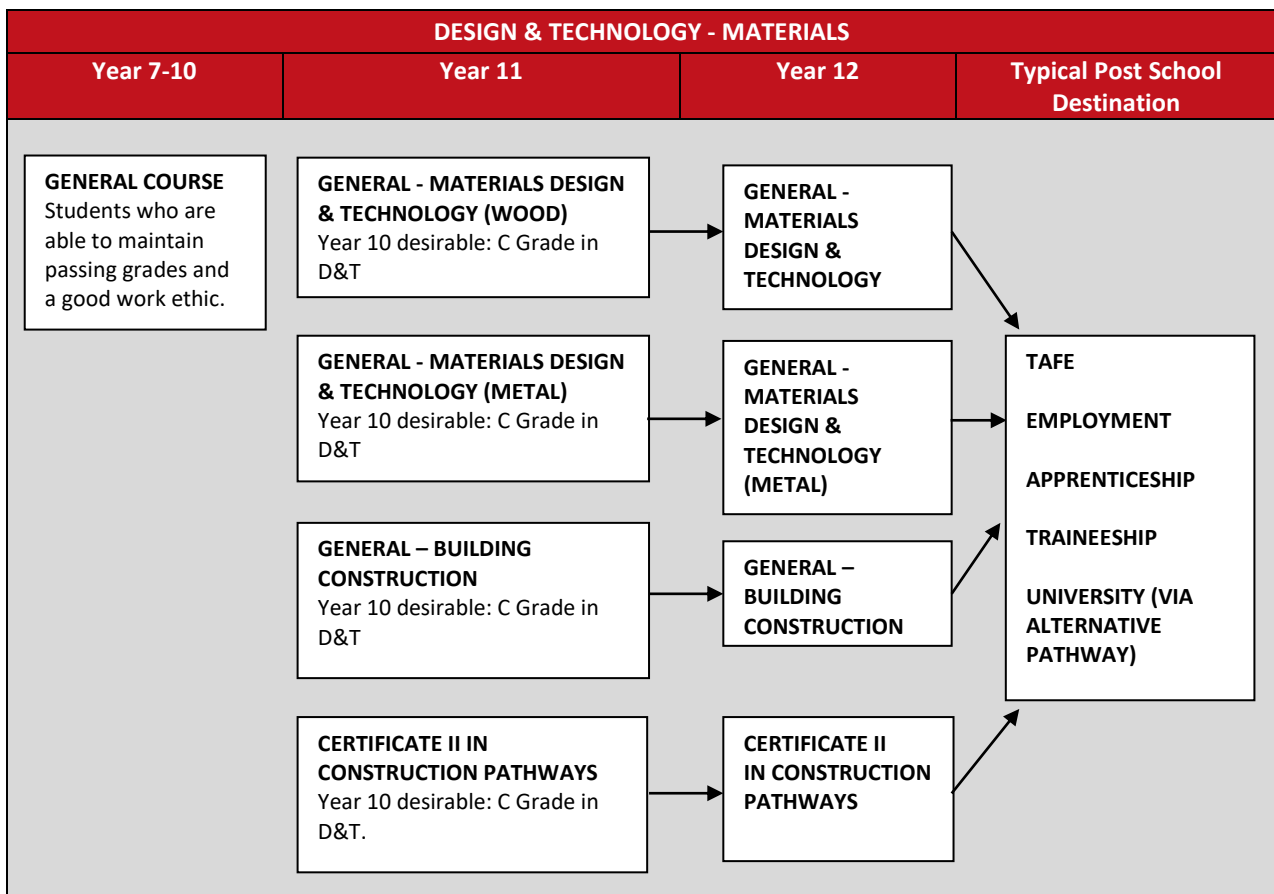 DESIGN & TECHNOLOGY - MATERIALS
Year 7-10
Year 11
Year 12
Typical Post School
Destination
GENERAL COURSE
Students who are
able to maintain
passing grades and
a good work ethic.
GENERAL - MATERIALS DESIGN
& TECHNOLOGY (WOOD)
Year 10 desirable: C Grade in
D&T
GENERAL -
MATERIALS
DESIGN &
TECHNOLOGY
GENERAL - MATERIALS DESIGN
& TECHNOLOGY (METAL)
Year 10 desirable: C Grade in
D&T
GENERAL -
MATERIALS
DESIGN &
TECHNOLOGY
(METAL)
GENERAL – BUILDING
CONSTRUCTION
Year 10 desirable: C Grade in
D&T
GENERAL –
BUILDING
CONSTRUCTION
CERTIFICATE II IN
CONSTRUCTION PATHWAYS
Year 10 desirable: C Grade in
D&T.
CERTIFICATE II
IN CONSTRUCTION
PATHWAYS
TAFE
EMPLOYMENT
APPRENTICESHIP
TRAINEESHIP
UNIVERSITY (VIA
ALTERNATIVE
PATHWAY)